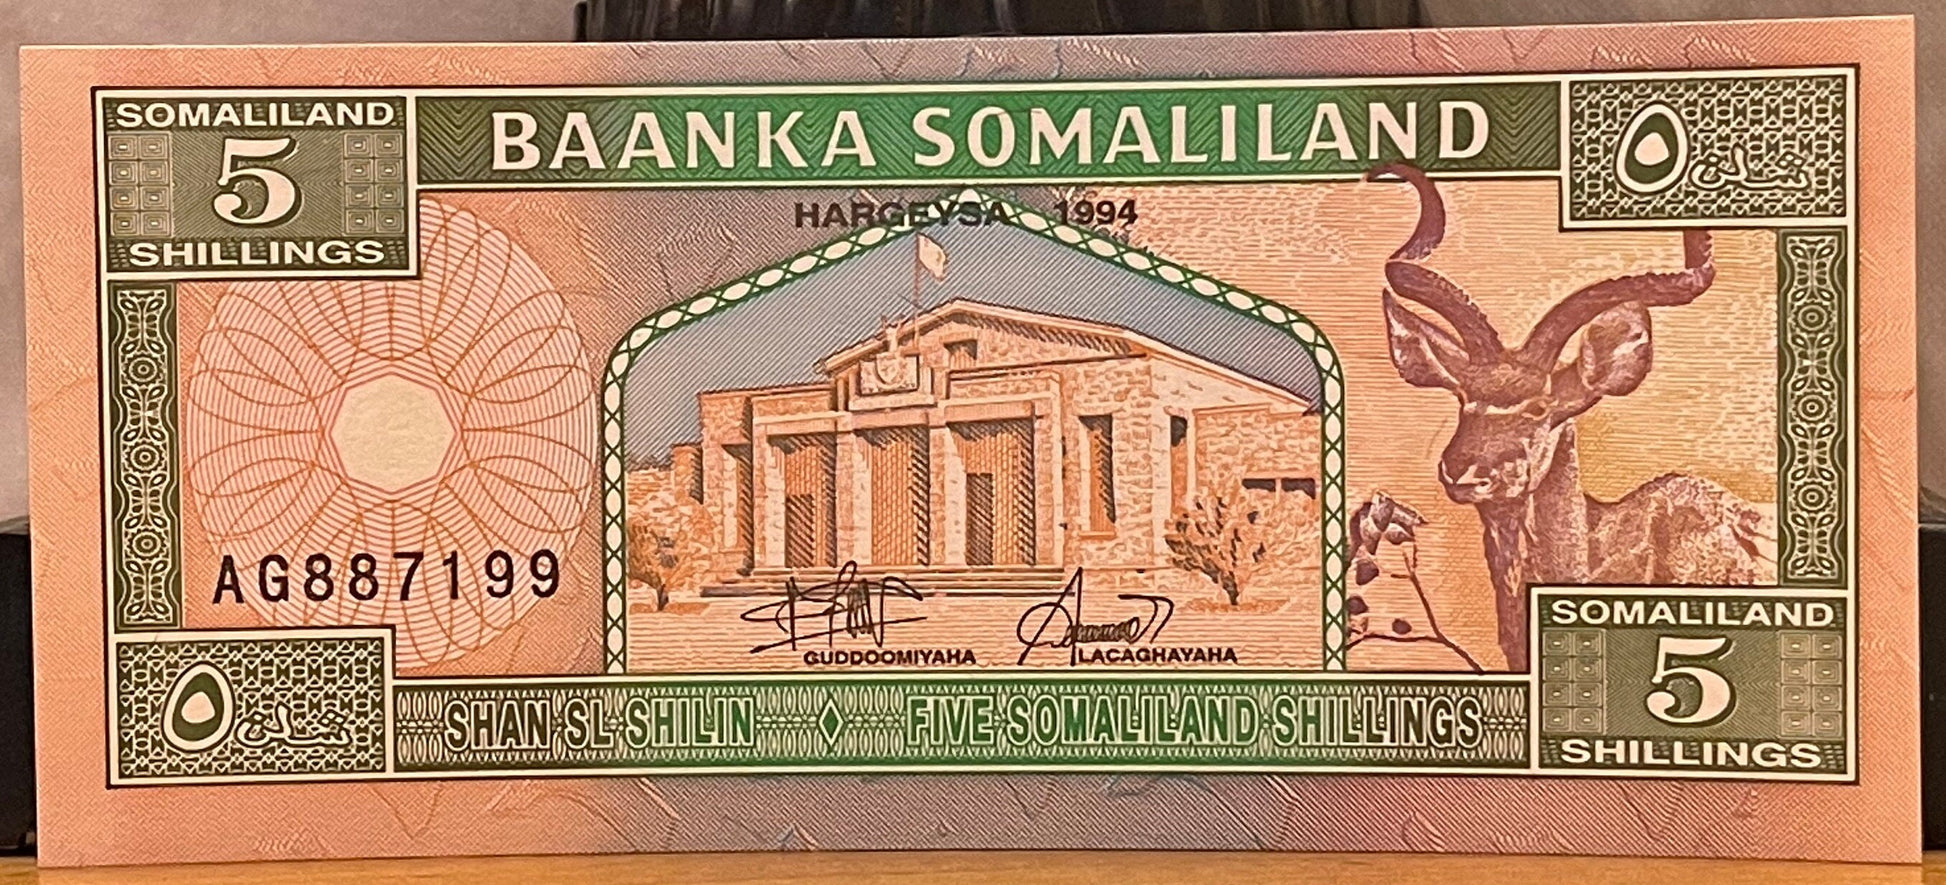 SOMALILAND
5
SHILLINGS
BAANKA SOMALILAND
٥ شلن
HARGEYSA 1994
AG887199
GUDDOOMIYAHA
LACAGHAYAHA
٥ شلن
SHAN SL SHILIN ◊ FIVE SOMALILAND SHILLINGS
SOMALILAND
5
SHILLINGS